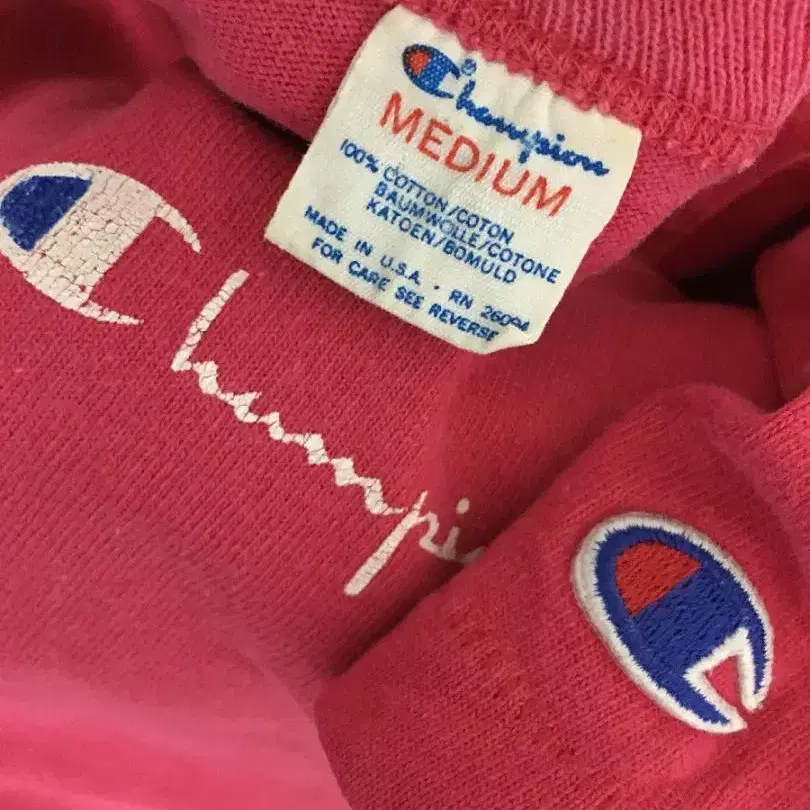 Champion
MEDIUM
100% COTTON/COTON
BAUMWOLLE/COTONE
KATOEN/BOMULD
MADE IN U.S.A. · RN 26094
FOR CARE SEE REVERSE
Champi